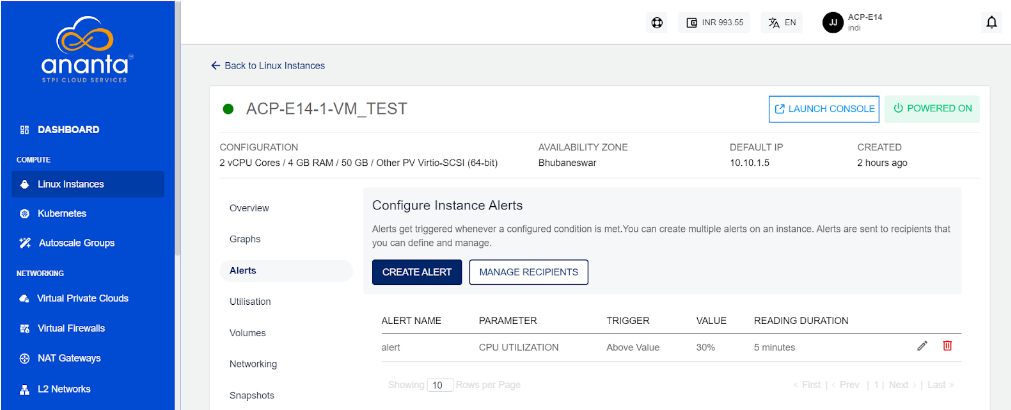 ananta
STPI CLOUD SERVICES
DASHBOARD
COMPUTE
Linux Instances
Kubernetes
Autoscale Groups
NETWORKING
Virtual Private Clouds
Virtual Firewalls
NAT Gateways
L2 Networks
INR 993.55
EN
JJ
ACP-E14
indi
Back to Linux Instances
ACP-E14-1-VM_TEST
LAUNCH CONSOLE
POWERED ON
CONFIGURATION AVAILABILITY ZONE DEFAULT IP CREATED
2 vCPU Cores / 4 GB RAM / 50 GB / Other PV Virtio-SCSI (64-bit) Bhubaneswar 10.10.1.5 2 hours ago
Overview
Graphs
Alerts
Utilisation
Volumes
Networking
Snapshots
Configure Instance Alerts
Alerts get triggered whenever a configured condition is met.You can create multiple alerts on an instance. Alerts are sent to recipients that
you can define and manage.
CREATE ALERT MANAGE RECIPIENTS
ALERT NAME PARAMETER TRIGGER VALUE READING DURATION
alert CPU UTILIZATION Above Value 30% 5 minutes
Showing 10 Rows per Page « First | < Prev | 1 | Next > | Last »